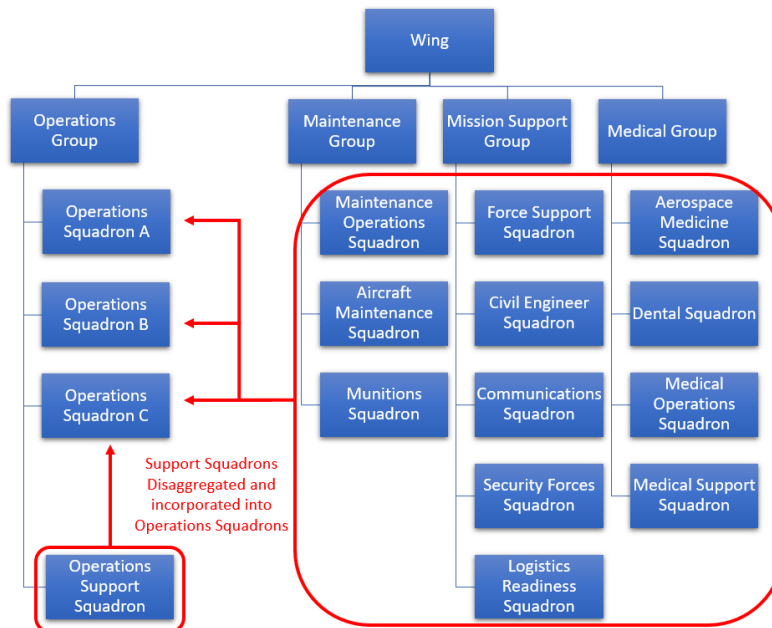 Wing
Operations
Group
Maintenance
Group
Mission Support
Group
Medical Group
Operations
Squadron A
Operations
Squadron B
Operations
Squadron C
Support Squadrons
Disaggregated and
incorporated into
Operations Squadrons
Operations
Support
Squadron
Maintenance
Operations
Squadron
Aircraft
Maintenance
Squadron
Munitions
Squadron
Force Support
Squadron
Civil Engineer
Squadron
Communications
Squadron
Security Forces
Squadron
Logistics
Readiness
Squadron
Aerospace
Medicine
Squadron
Dental Squadron
Medical
Operations
Squadron
Medical Support
Squadron